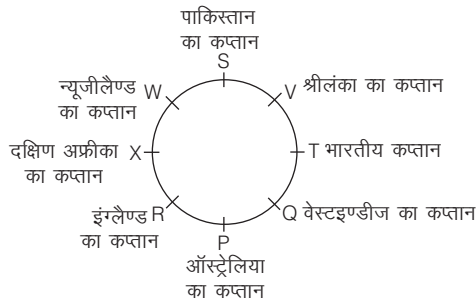 पाकिस्तान
का कप्तान
S
न्यूजीलैण्ड W
का कप्तान
V श्रीलंका का कप्तान
दक्षिण अफ्रीका X
का कप्तान
T भारतीय कप्तान
इंग्लैण्ड R
का कप्तान
Q वेस्टइण्डीज का कप्तान
P
ऑस्ट्रेलिया
का कप्तान